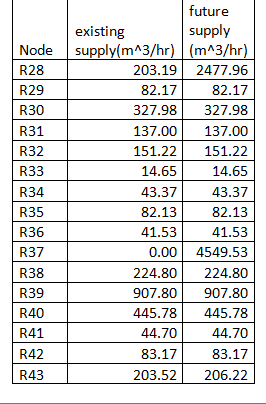 Node existing supply(m^3/hr) future supply (m^3/hr)
R28 203.19 2477.96
R29 82.17 82.17
R30 327.98 327.98
R31 137.00 137.00
R32 151.22 151.22
R33 14.65 14.65
R34 43.37 43.37
R35 82.13 82.13
R36 41.53 41.53
R37 0.00 4549.53
R38 224.80 224.80
R39 907.80 907.80
R40 445.78 445.78
R41 44.70 44.70
R42 83.17 83.17
R43 203.52 206.22